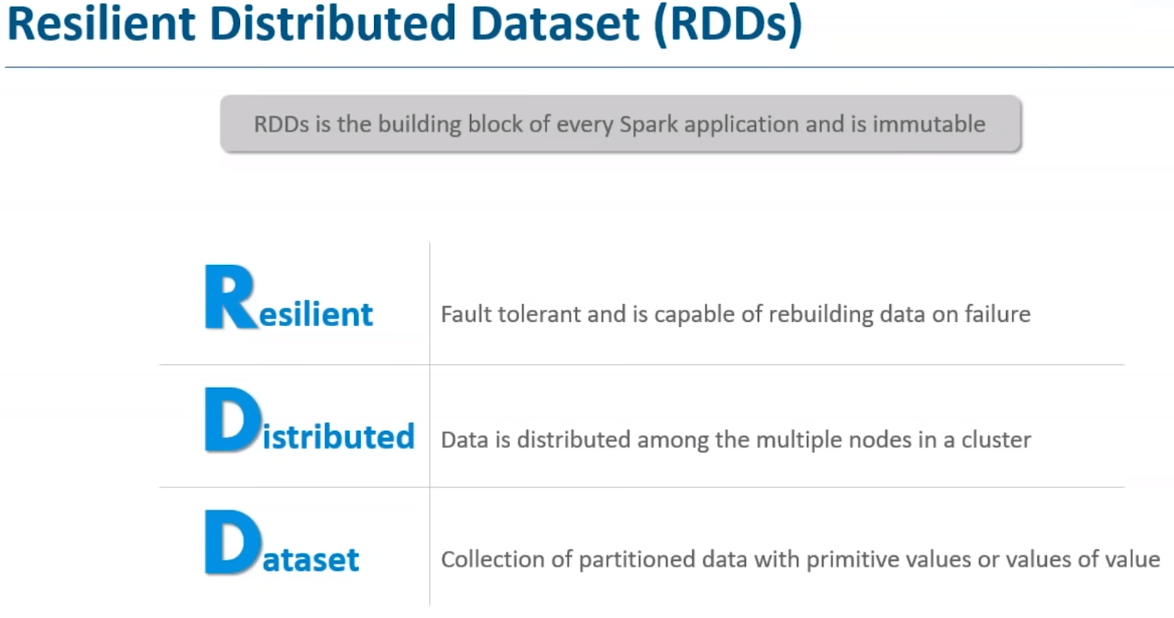 Resilient Distributed Dataset (RDDs)
RDDs is the building block of every Spark application and is immutable
Resilient
Fault tolerant and is capable of rebuilding data on failure
Distributed
Data is distributed among the multiple nodes in a cluster
Dataset
Collection of partitioned data with primitive values or values of value